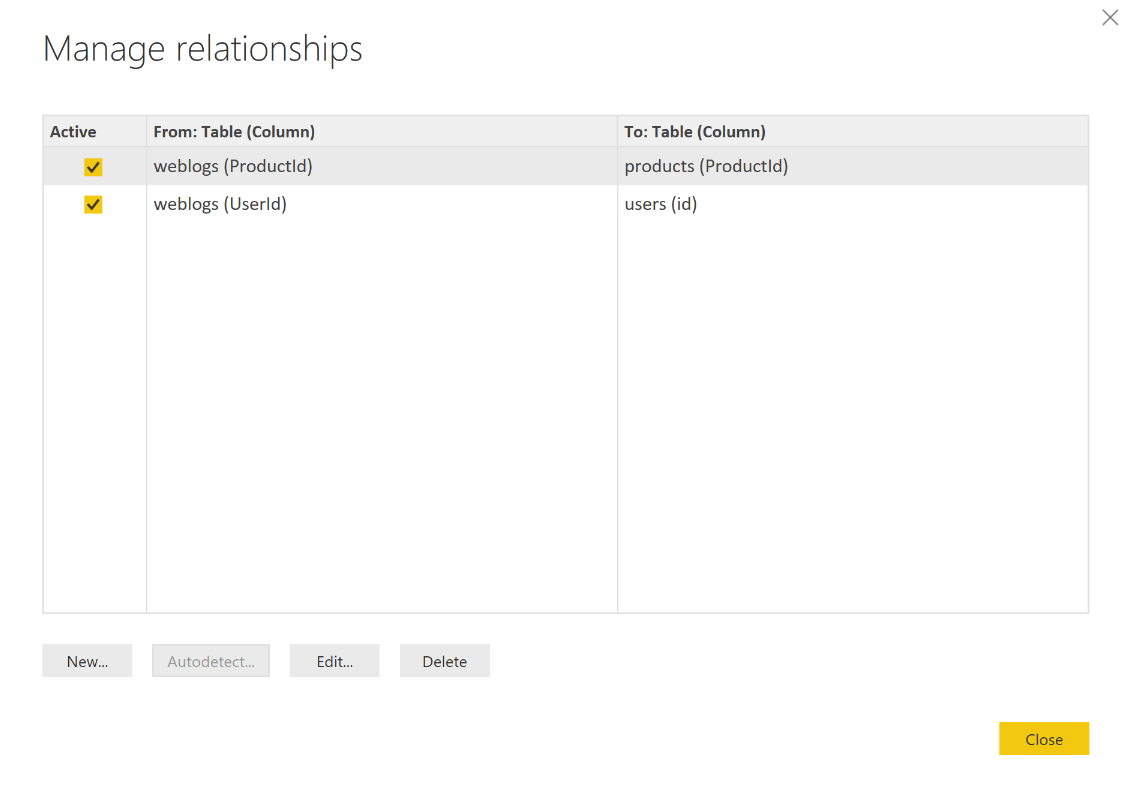 Manage relationships
Active From: Table (Column) To: Table (Column)
weblogs (ProductId) products (ProductId)
weblogs (UserId) users (id)
New... Autodetect... Edit... Delete
Close